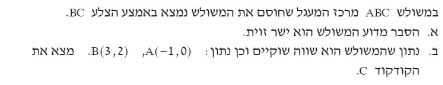 במשולש ABC מרכז המעגל שחוסם את המשולש נמצא באמצע הצלע BC.
א. הסבר מדוע המשולש הוא ישר זוית.
ב. נתון שהמשולש הוא שווה שוקיים וכן נתון: B(3,2) ,A(−1,0). מצא את
הקודקוד C.